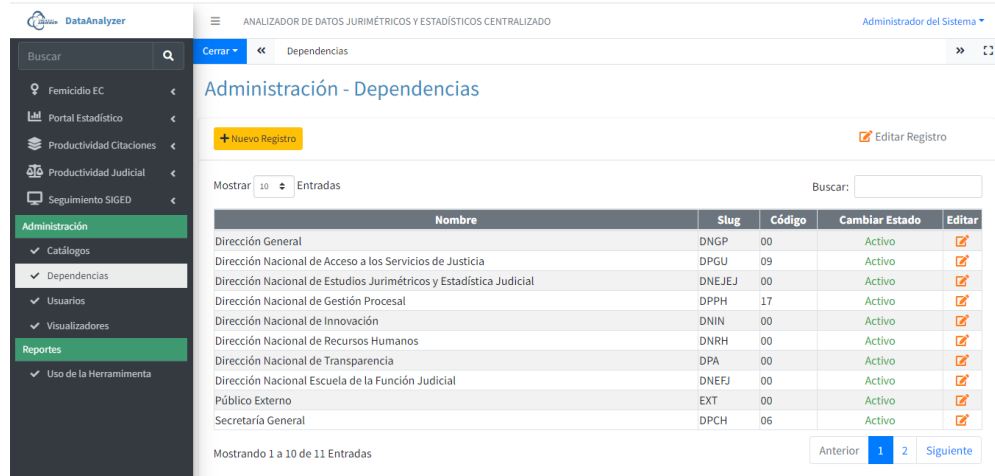 DataAnalyzer
ANALIZADOR DE DATOS JURIMÉTRICOS Y ESTADÍSTICOS CENTRALIZADO
Administrador del Sistema
Buscar
Cerrar
Dependencias
Femicidio EC
Portal Estadístico
Productividad Citaciones
Productividad Judicial
Seguimiento SIGED
Administración
Catálogos
Dependencias
Usuarios
Visualizadores
Reportes
Uso de la Herramimenta
Administración - Dependencias
Nuevo Registro
Editar Registro
Mostrar 10 Entradas
Buscar:
Nombre Slug Código Cambiar Estado Editar
Dirección General DNGP 00 Activo
Dirección Nacional de Acceso a los Servicios de Justicia DPGU 09 Activo
Dirección Nacional de Estudios Jurimétricos y Estadística Judicial DNEJEJ 00 Activo
Dirección Nacional de Gestión Procesal DPPH 17 Activo
Dirección Nacional de Innovación DNIN 00 Activo
Dirección Nacional de Recursos Humanos DNRH 00 Activo
Dirección Nacional de Transparencia DPA 00 Activo
Dirección Nacional Escuela de la Función Judicial DNEFJ 00 Activo
Público Externo EXT 00 Activo
Secretaría General DPCH 06 Activo
Mostrando 1 a 10 de 11 Entradas
Anterior 1 2 Siguiente